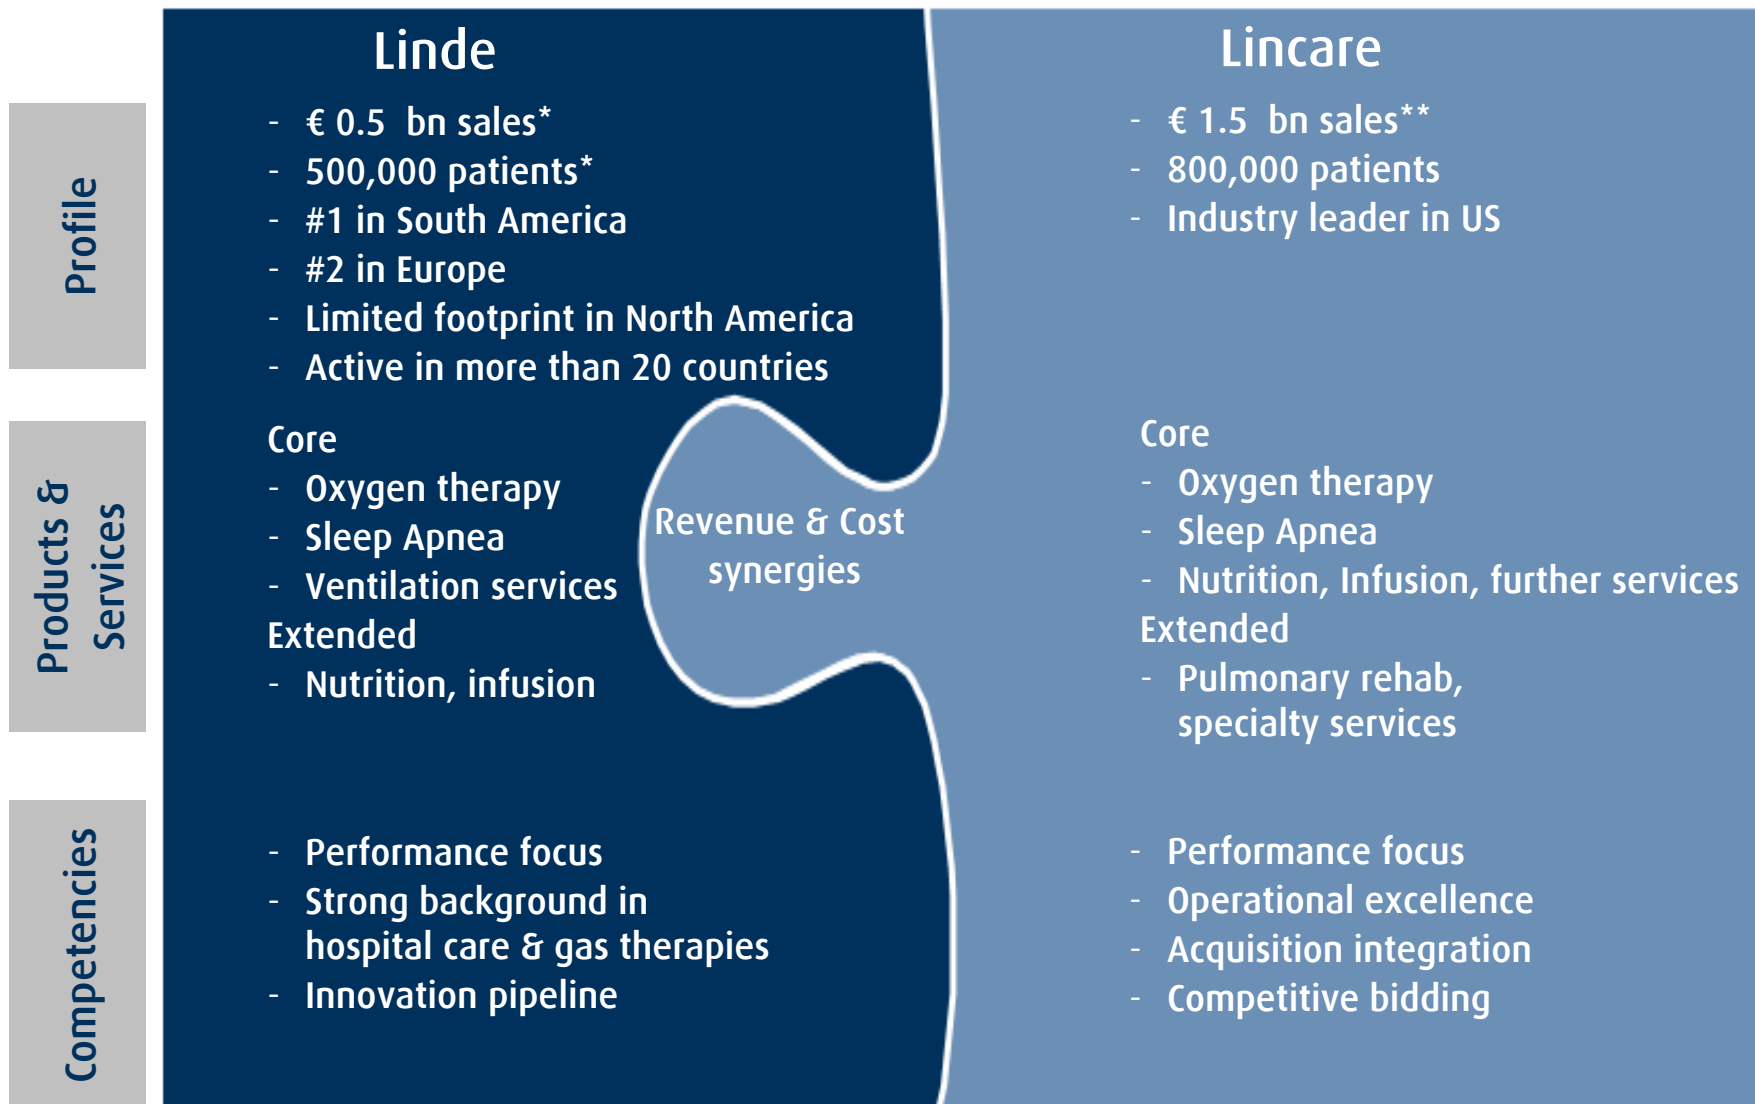 Linde
Lincare
Profile
- € 0.5 bn sales*
- 500,000 patients*
- #1 in South America
- #2 in Europe
- Limited footprint in North America
- Active in more than 20 countries
- € 1.5 bn sales**
- 800,000 patients
- Industry leader in US
Products &
Services
Core
- Oxygen therapy
- Sleep Apnea
- Ventilation services
Extended
- Nutrition, infusion
Revenue & Cost
synergies
Core
- Oxygen therapy
- Sleep Apnea
- Nutrition, Infusion, further services
Extended
- Pulmonary rehab,
specialty services
Competencies
- Performance focus
- Strong background in
hospital care & gas therapies
- Innovation pipeline
- Performance focus
- Operational excellence
- Acquisition integration
- Competitive bidding